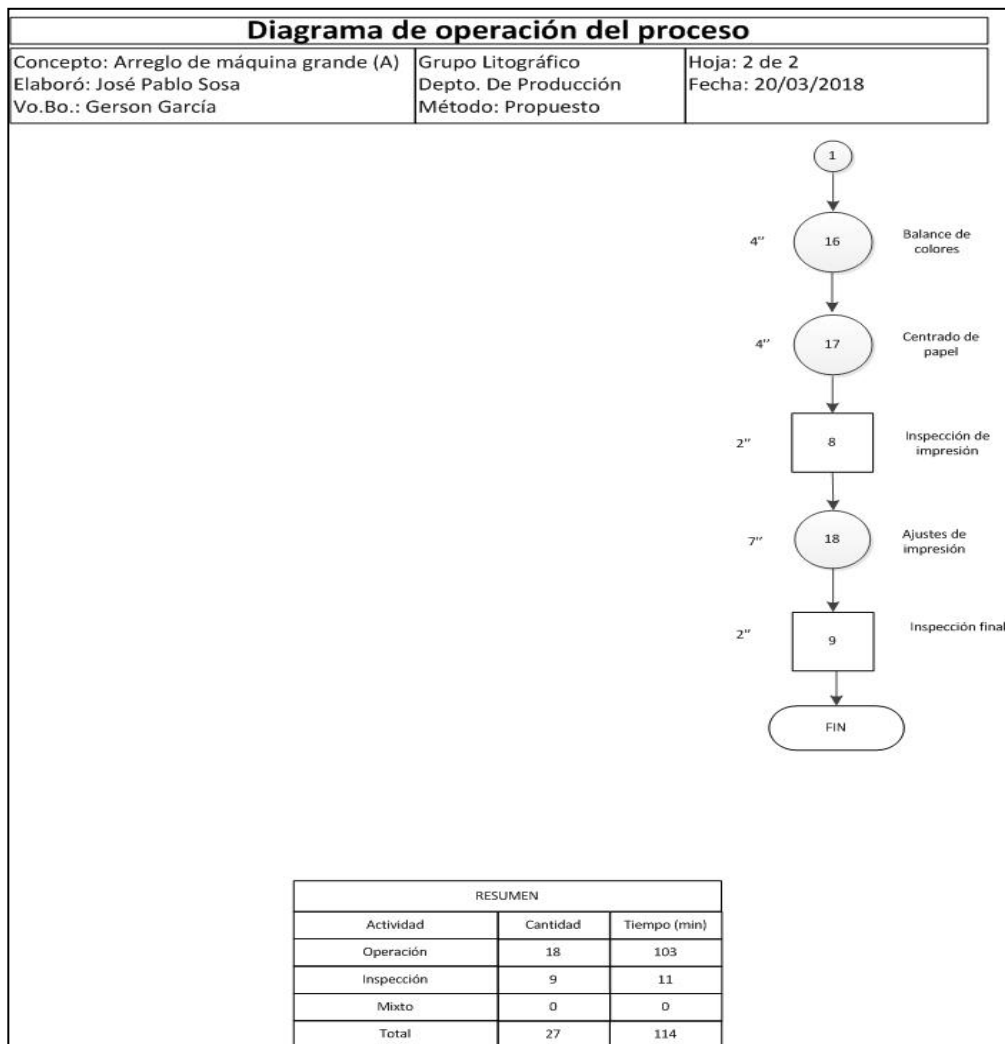 Diagrama de operación del proceso
Concepto: Arreglo de máquina grande (A)
Elaboró: José Pablo Sosa
Vo.Bo.: Gerson García
Grupo Litográfico
Depto. De Producción
Método: Propuesto
Hoja: 2 de 2
Fecha: 20/03/2018
1
4’’ 16 Balance de
colores
4’’ 17 Centrado de
papel
2’’ 8 Inspección de
impresión
7’’ 18 Ajustes de
impresión
2’’ 9 Inspección final
FIN
RESUMEN
Actividad Cantidad Tiempo (min)
Operación 18 103
Inspección 9 11
Mixto 0 0
Total 27 114